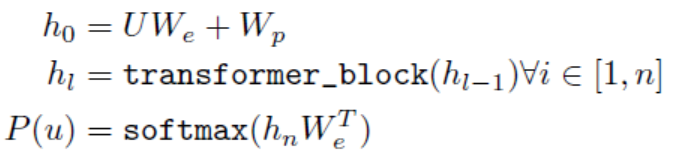 h_0 = UW_e + W_p
h_l = transformer_block(h_{l−1})∀i ∈ [1, n]
P(u) = softmax(h_n W_e^T)